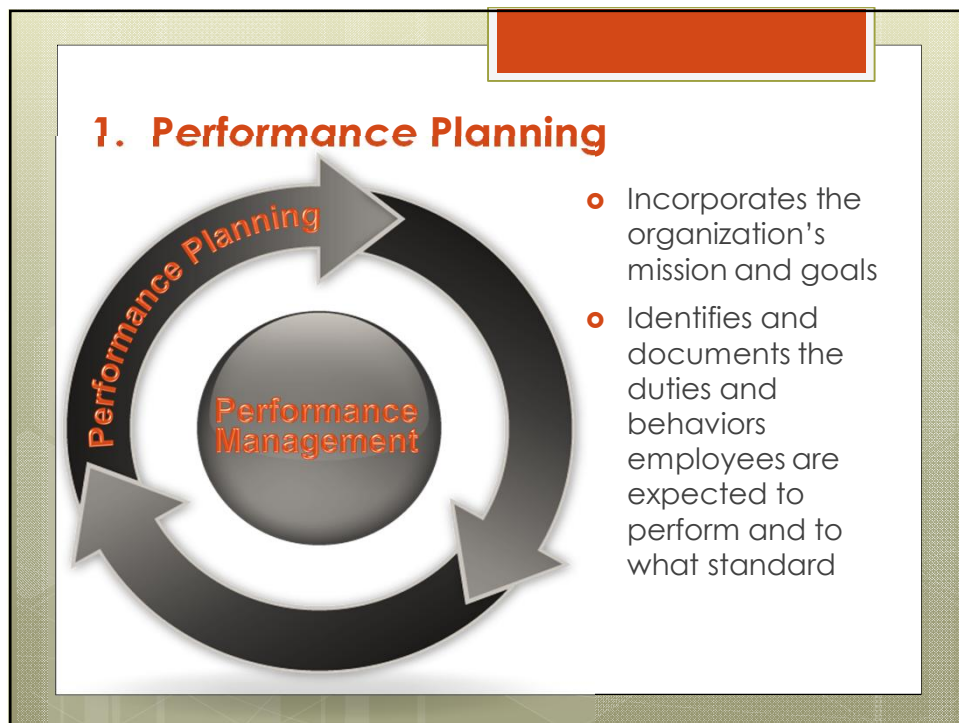 1. Performance Planning
Performance Planning
Performance
Management
Incorporates the
organization’s
mission and goals
Identifies and
documents the
duties and
behaviors
employees are
expected to
perform and to
what standard